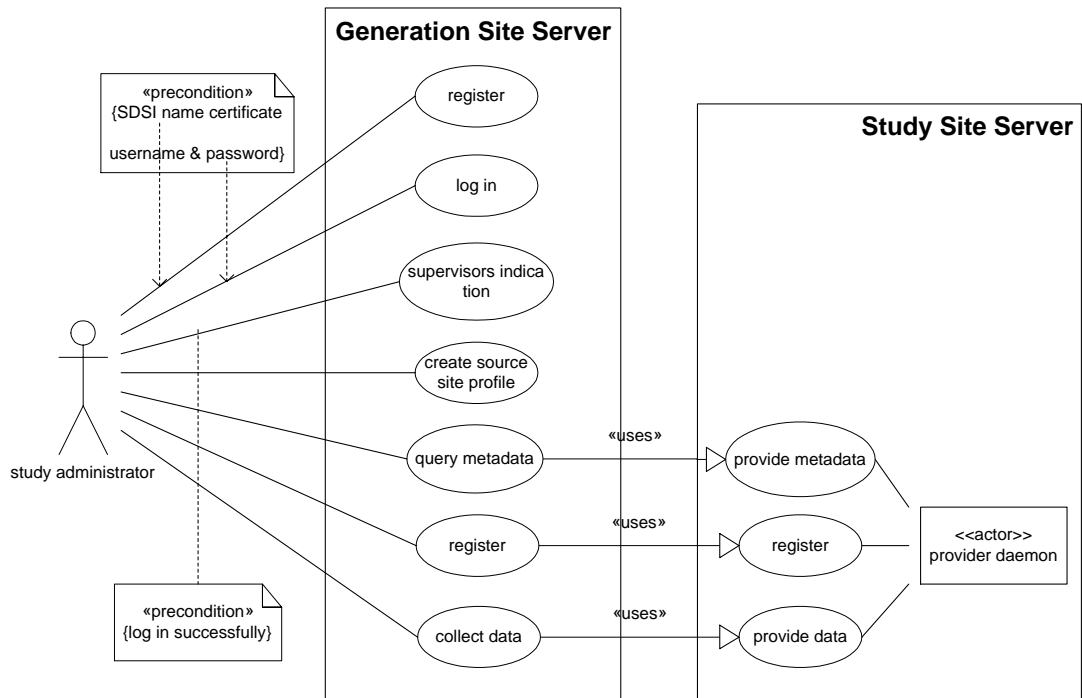 Generation Site Server
«precondition»
{SDSI name certificate
username & password}
register
Study Site Server
log in
supervisors indica
tion
create source
site profile
study administrator
query metadata
«uses»
provide metadata
register
«uses»
register
<<actor>>
provider daemon
«precondition»
{log in successfully}
collect data
«uses»
provide data